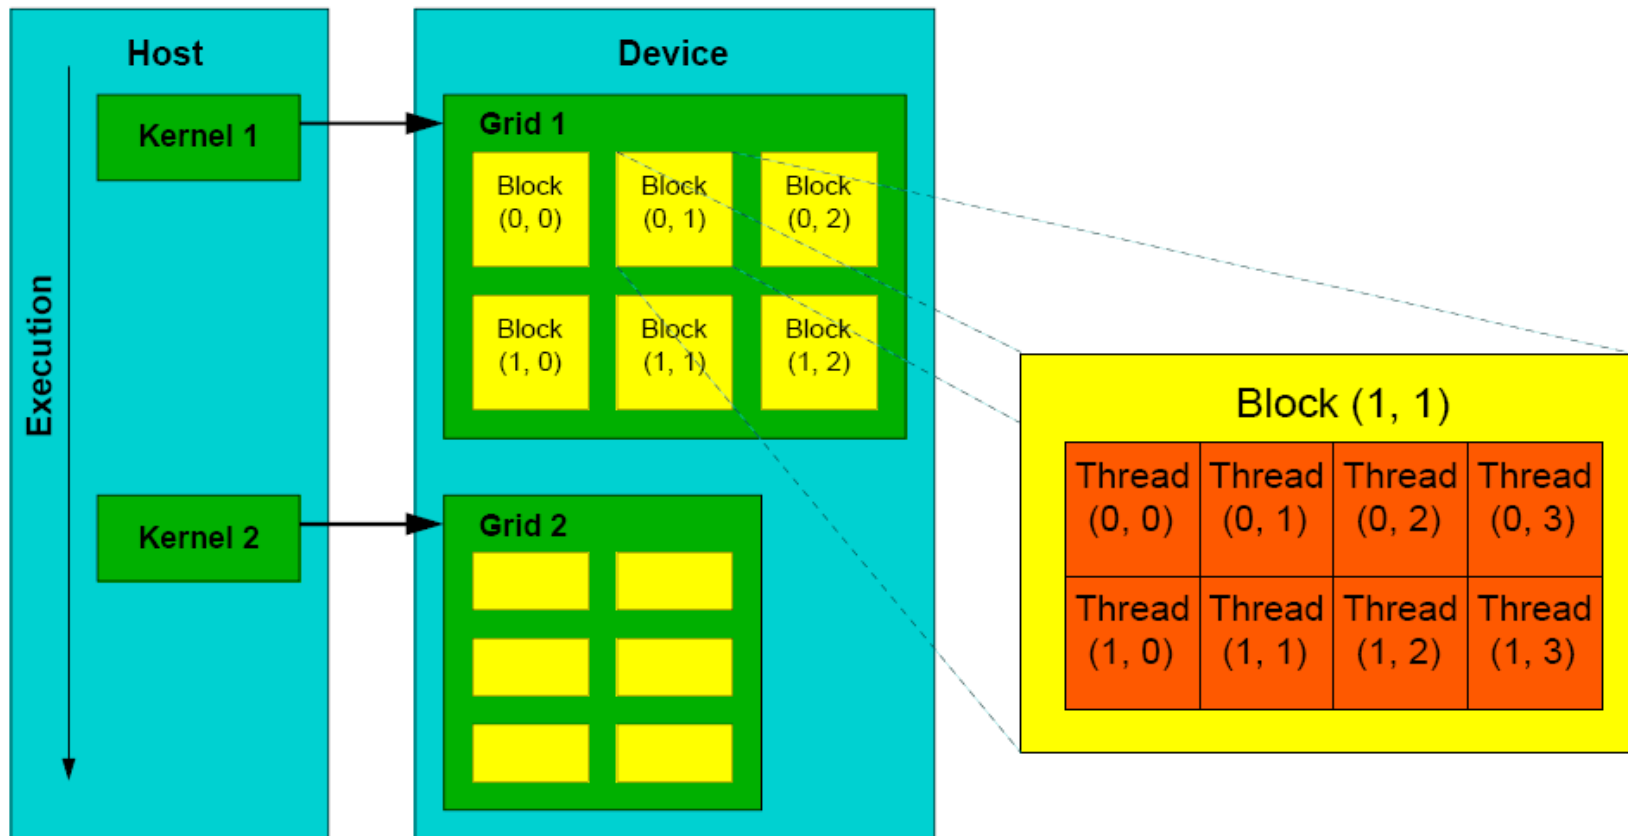 Host
Device
Execution
Kernel 1
Grid 1
Block
(0, 0)
Block
(0, 1)
Block
(0, 2)
Block
(1, 0)
Block
(1, 1)
Block
(1, 2)
Kernel 2
Grid 2
Block (1, 1)
Thread
(0, 0)
Thread
(0, 1)
Thread
(0, 2)
Thread
(0, 3)
Thread
(1, 0)
Thread
(1, 1)
Thread
(1, 2)
Thread
(1, 3)